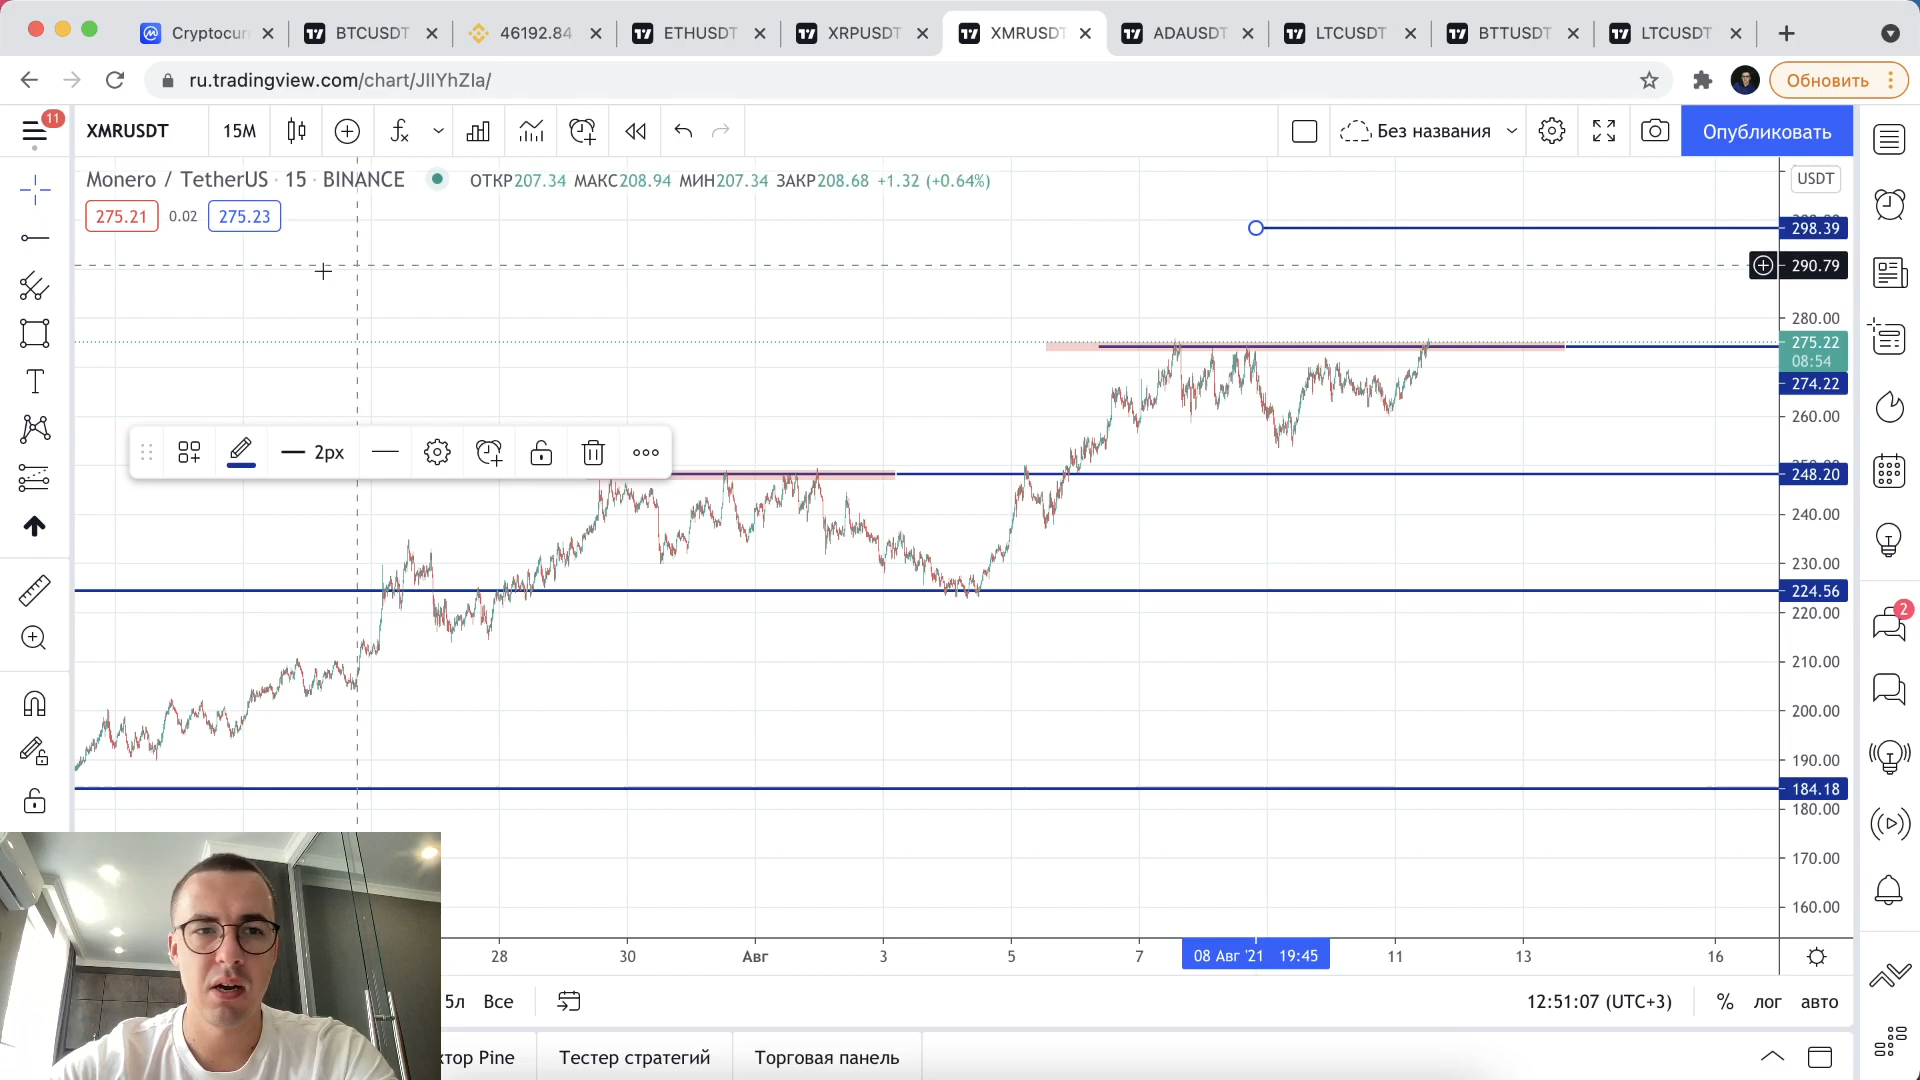 Cryptocur
BTCUSDT
46192.84
ETHUSDT
XRPUSDT
XMRUSDT
ADAUSDT
LTCUSDT
BTTUSDT
LTCUSDT
ru.tradingview.com/chart/JIIYhZIa/
Обновить
11
XMRUSDT
15М
Без названия
Опубликовать
Monero / TetherUS · 15 · BINANCE
ОТКР207.34 МАКС208.94 МИН207.34 ЗАКР208.68 +1.32 (+0.64%)
USDT
275.21
0.02
275.23
298.39
290.79
280.00
275.22
08:54
274.22
260.00
2px
248.20
240.00
230.00
224.56
220.00
2
210.00
200.00
190.00
184.18
180.00
170.00
160.00
28
30
Авг
3
5
7
08 Авг '21 19:45
11
13
16
5л
Все
12:51:07 (UTC+3)
%
лог
авто
ктор Pine
Тестер стратегий
Торговая панель